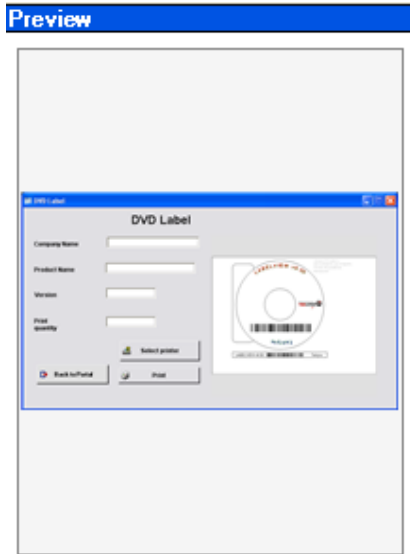 Preview
DVD Label
DVD Label
Company Name
Product Name
Version
Print
quantity
Select printer
Back to Portal
Print